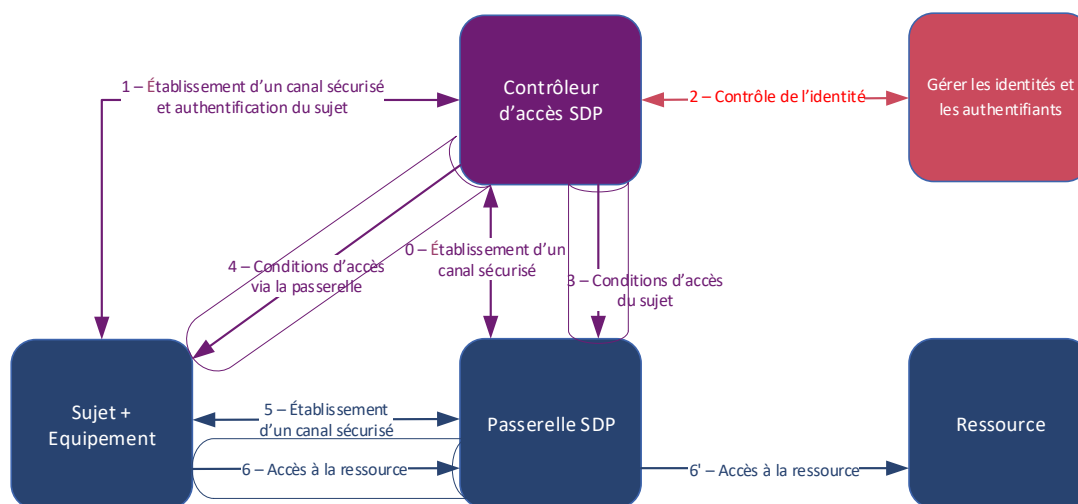 1 – Établissement d'un canal sécurisé
et authentification du sujet
Contrôleur
d'accès SDP
2 – Contrôle de l'identité
Gérer les identités et
les authentifiants
0 – Établissement d'un
canal sécurisé
4 – Conditions d'accès
via la passerelle
3 – Conditions d'accès
du sujet
Sujet +
Equipement
5 – Établissement
d'un canal sécurisé
6 – Accès à la ressource
Passerelle SDP
6' – Accès à la ressource
Ressource